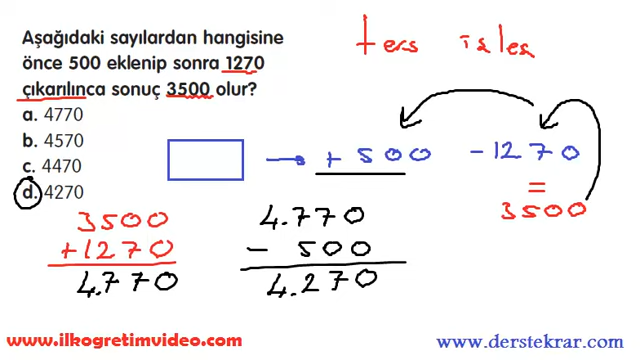 Aşağıdaki sayılardan hangisine
önce 500 eklenip sonra 1270
çıkarılınca sonuç 3500 olur?
a. 4770
b. 4570
c. 4470
d. 4270
ters işlem
+ 500 - 1270
=
3500
3500
+1270
4.770
4.770
- 500
4.270
www.ilkogretimvideo.com
www.derstekrar.com